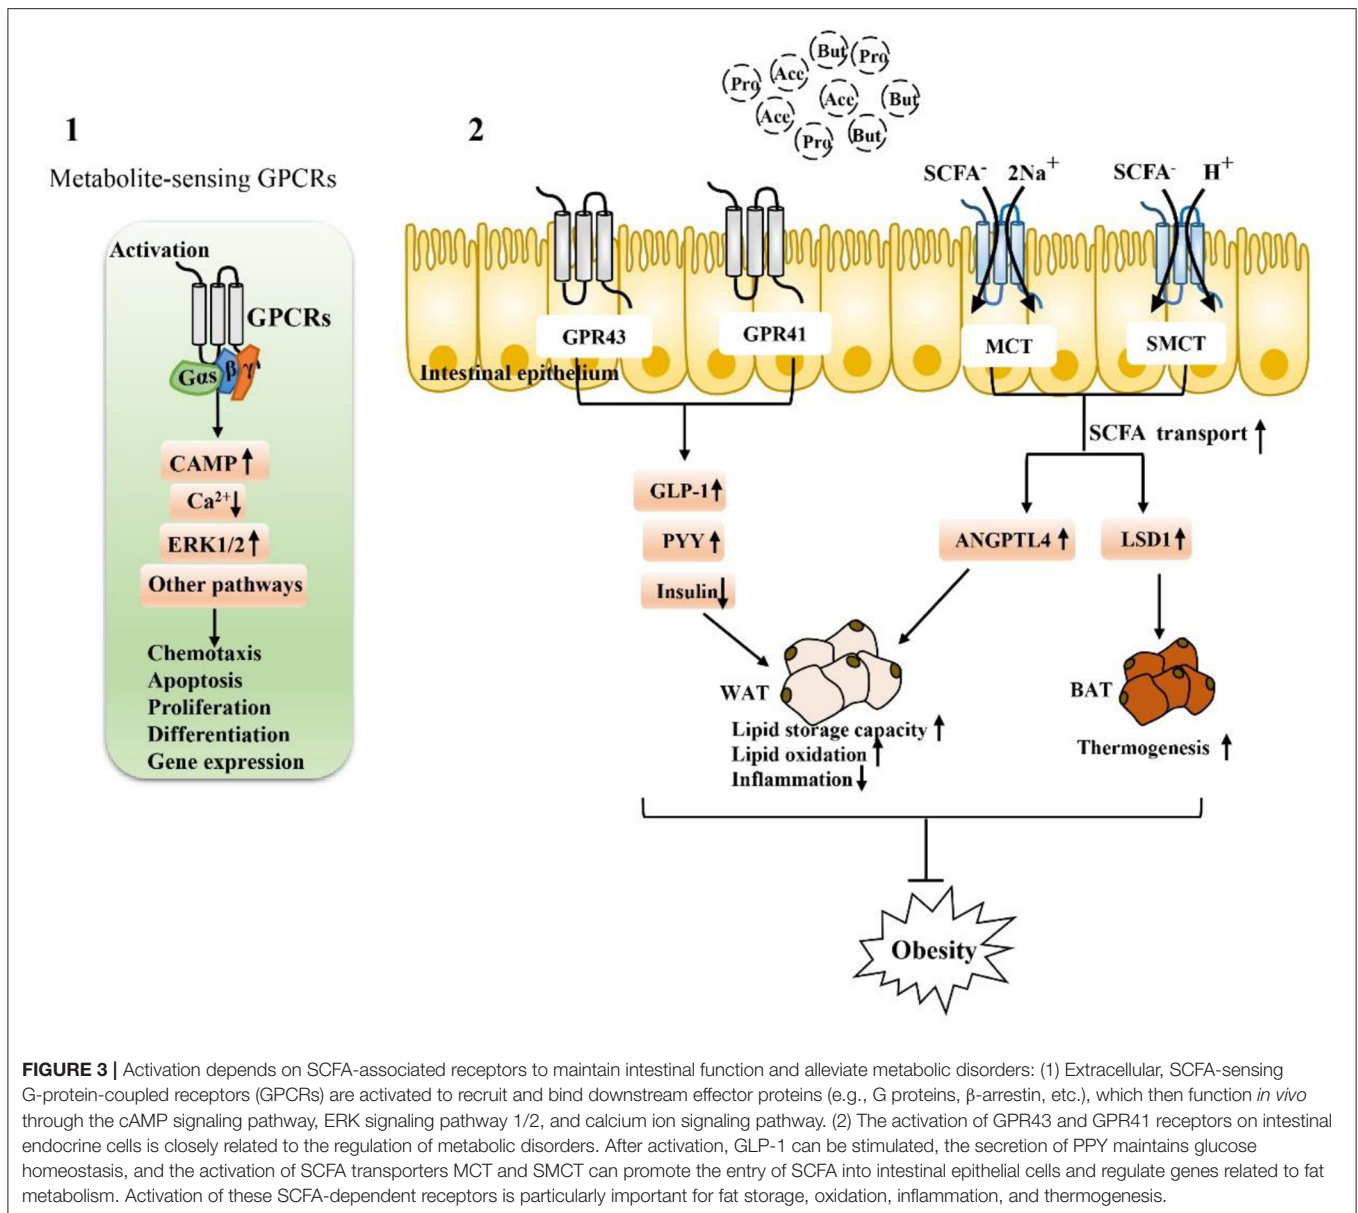 1
Metabolite-sensing GPCRs
Activation
GPCRs
Gαs β γ
CAMP↑
Ca²⁺↓
ERK1/2↑
Other pathways
Chemotaxis
Apoptosis
Proliferation
Differentiation
Gene expression
2
But Pro
Pro Ace
Ace But
Ace
Pro But
SCFA⁻ 2Na⁺ SCFA⁻ H⁺
GPR43 GPR41 MCT SMCT
Intestinal epithelium
SCFA transport↑
GLP-1↑
PYY↑
Insulin↓
ANGPTL4↑ LSD1↑
WAT
Lipid storage capacity↑
Lipid oxidation↑
Inflammation↓
BAT
Thermogenesis↑
Obesity
FIGURE 3 | Activation depends on SCFA-associated receptors to maintain intestinal function and alleviate metabolic disorders: (1) Extracellular, SCFA-sensing
G-protein-coupled receptors (GPCRs) are activated to recruit and bind downstream effector proteins (e.g., G proteins, β-arrestin, etc.), which then function in vivo
through the cAMP signaling pathway, ERK signaling pathway 1/2, and calcium ion signaling pathway. (2) The activation of GPR43 and GPR41 receptors on intestinal
endocrine cells is closely related to the regulation of metabolic disorders. After activation, GLP-1 can be stimulated, the secretion of PPY maintains glucose
homeostasis, and the activation of SCFA transporters MCT and SMCT can promote the entry of SCFA into intestinal epithelial cells and regulate genes related to fat
metabolism. Activation of these SCFA-dependent receptors is particularly important for fat storage, oxidation, inflammation, and thermogenesis.